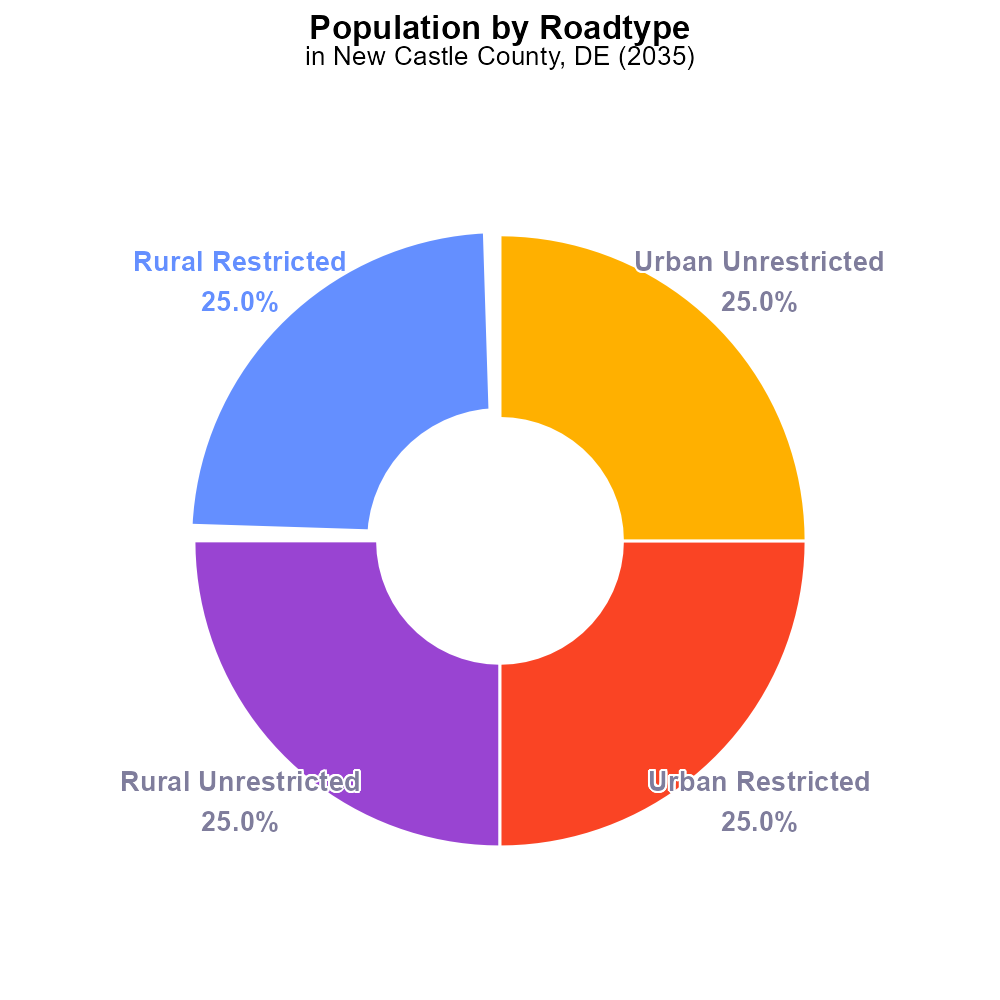 Population by Roadtype
in New Castle County, DE (2035)
Rural Restricted
25.0%
Urban Unrestricted
25.0%
Rural Unrestricted
25.0%
Urban Restricted
25.0%